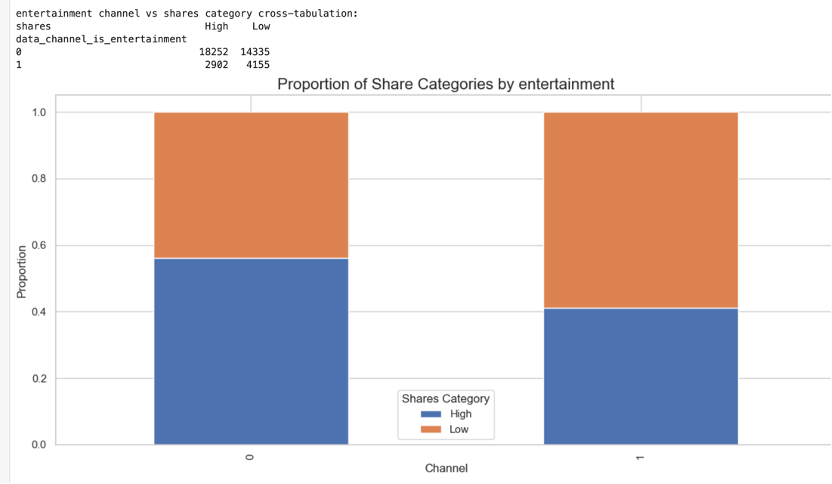 entertainment channel vs shares category cross-tabulation:
shares High Low
data_channel_is_entertainment
0 18252 14335
1 2902 4155
Proportion of Share Categories by entertainment
1.0
0.8
0.6
0.4
0.2
0.0
Proportion
Shares Category
High
Low
0
1
Channel